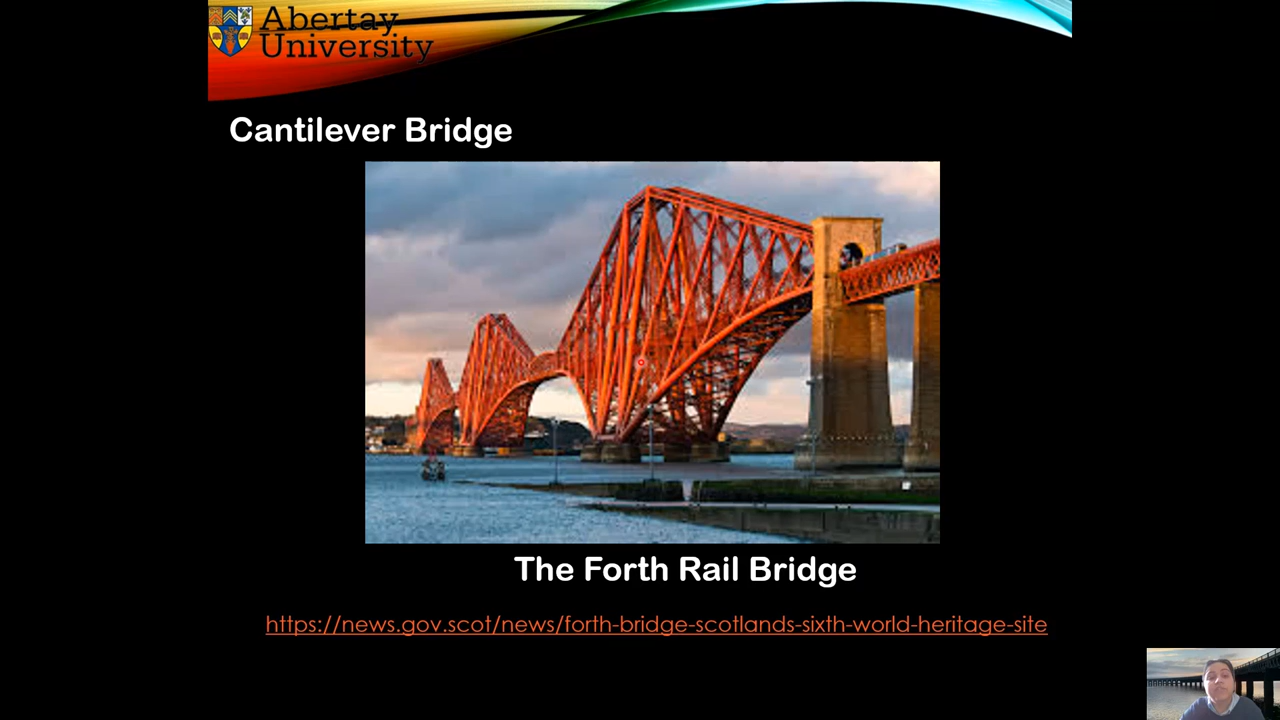 Abertay
University
Cantilever Bridge
The Forth Rail Bridge
https://news.gov.scot/news/forth-bridge-scotlands-sixth-world-heritage-site